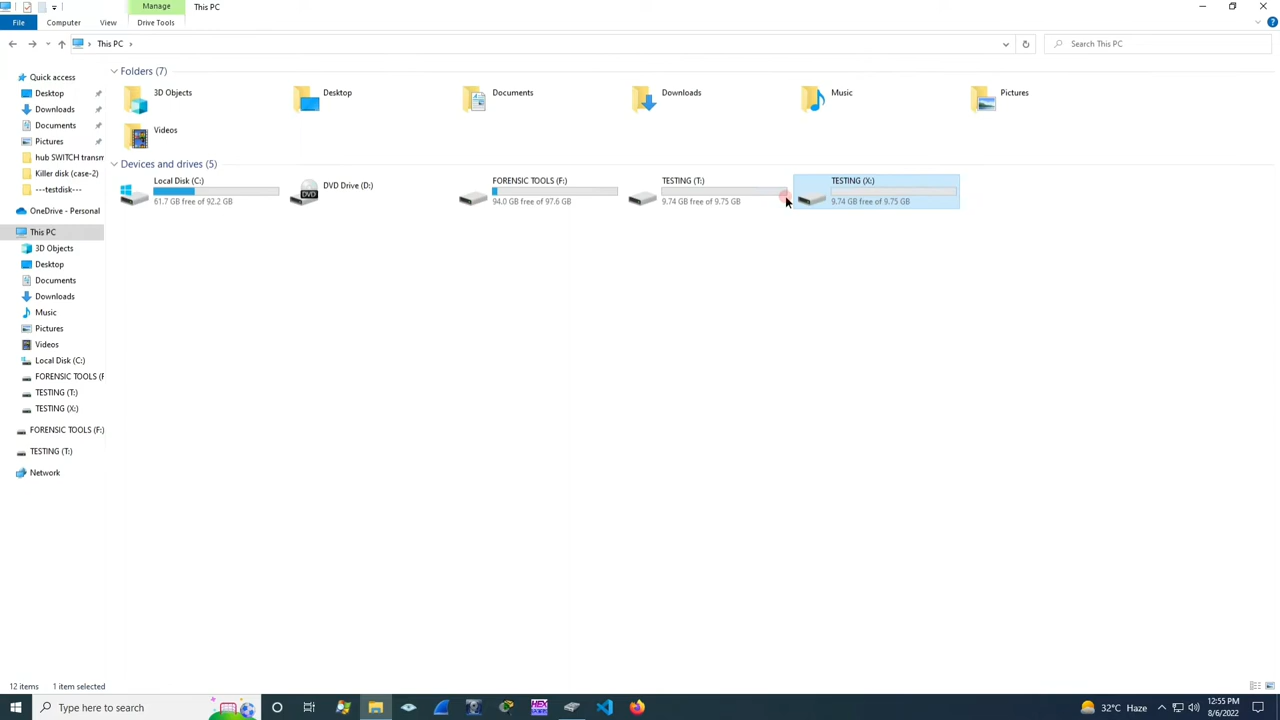 Manage
This PC
File
Computer
View
Drive Tools
This PC
Search This PC
Quick access
Desktop
Downloads
Documents
Pictures
hub SWITCH transm
Killer disk (case-2)
---testdisk---
OneDrive - Personal
This PC
3D Objects
Desktop
Documents
Downloads
Music
Pictures
Videos
Local Disk (C:)
FORENSIC TOOLS (F
TESTING (T:)
TESTING (X:)
FORENSIC TOOLS (F:)
TESTING (T:)
Network
Folders (7)
3D Objects
Desktop
Documents
Downloads
Music
Pictures
Videos
Devices and drives (5)
Local Disk (C:)
61.7 GB free of 92.2 GB
DVD
DVD Drive (D:)
FORENSIC TOOLS (F:)
94.0 GB free of 97.6 GB
TESTING (T:)
9.74 GB free of 9.75 GB
TESTING (X:)
9.74 GB free of 9.75 GB
12 items
1 item selected
Type here to search
HEX
32°C Haze
12:55 PM
8/6/2022